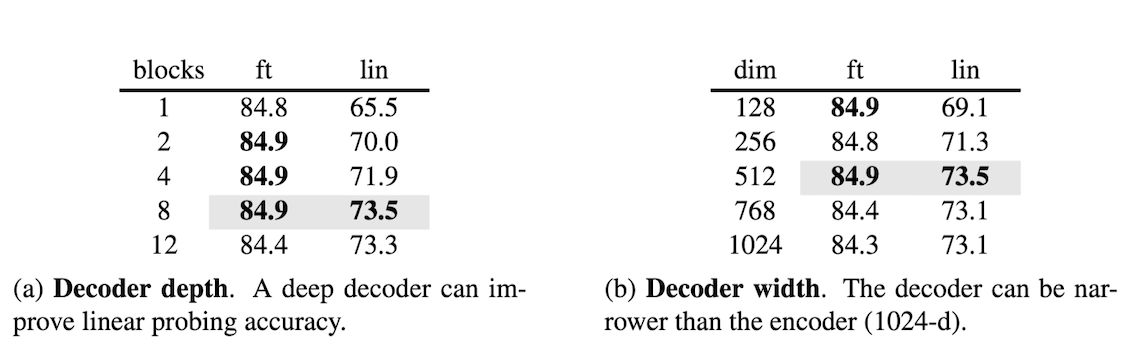 blocks ft lin
1 84.8 65.5
2 84.9 70.0
4 84.9 71.9
8 84.9 73.5
12 84.4 73.3
(a) Decoder depth. A deep decoder can im-
prove linear probing accuracy.
dim ft lin
128 84.9 69.1
256 84.8 71.3
512 84.9 73.5
768 84.4 73.1
1024 84.3 73.1
(b) Decoder width. The decoder can be nar-
rower than the encoder (1024-d).